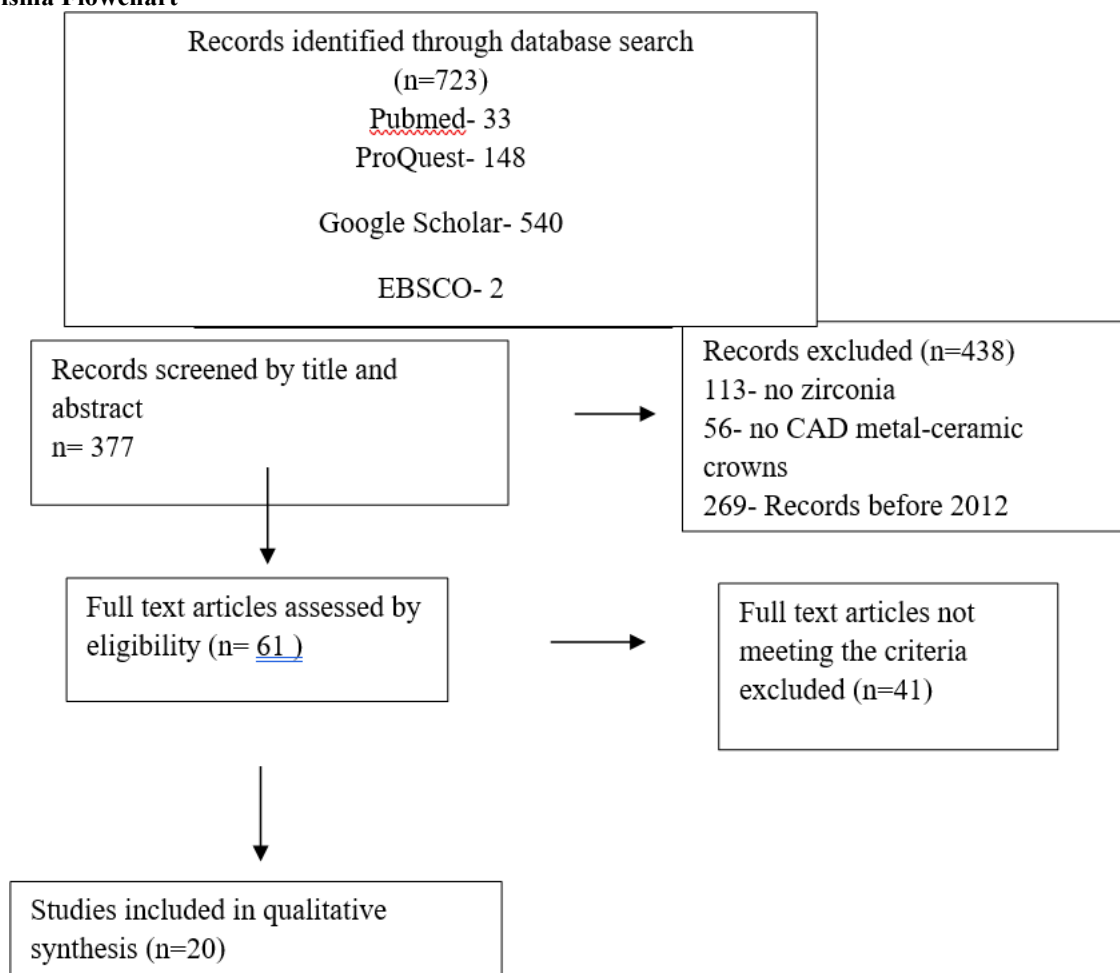 Records identified through database search
(n=723)
Pubmed- 33
ProQuest- 148
Google Scholar- 540
EBSCO- 2
Records screened by title and
abstract
n= 377
Records excluded (n=438)
113- no zirconia
56- no CAD metal-ceramic
crowns
269- Records before 2012
Full text articles assessed by
eligibility (n= 61 )
Full text articles not
meeting the criteria
excluded (n=41)
Studies included in qualitative
synthesis (n=20)